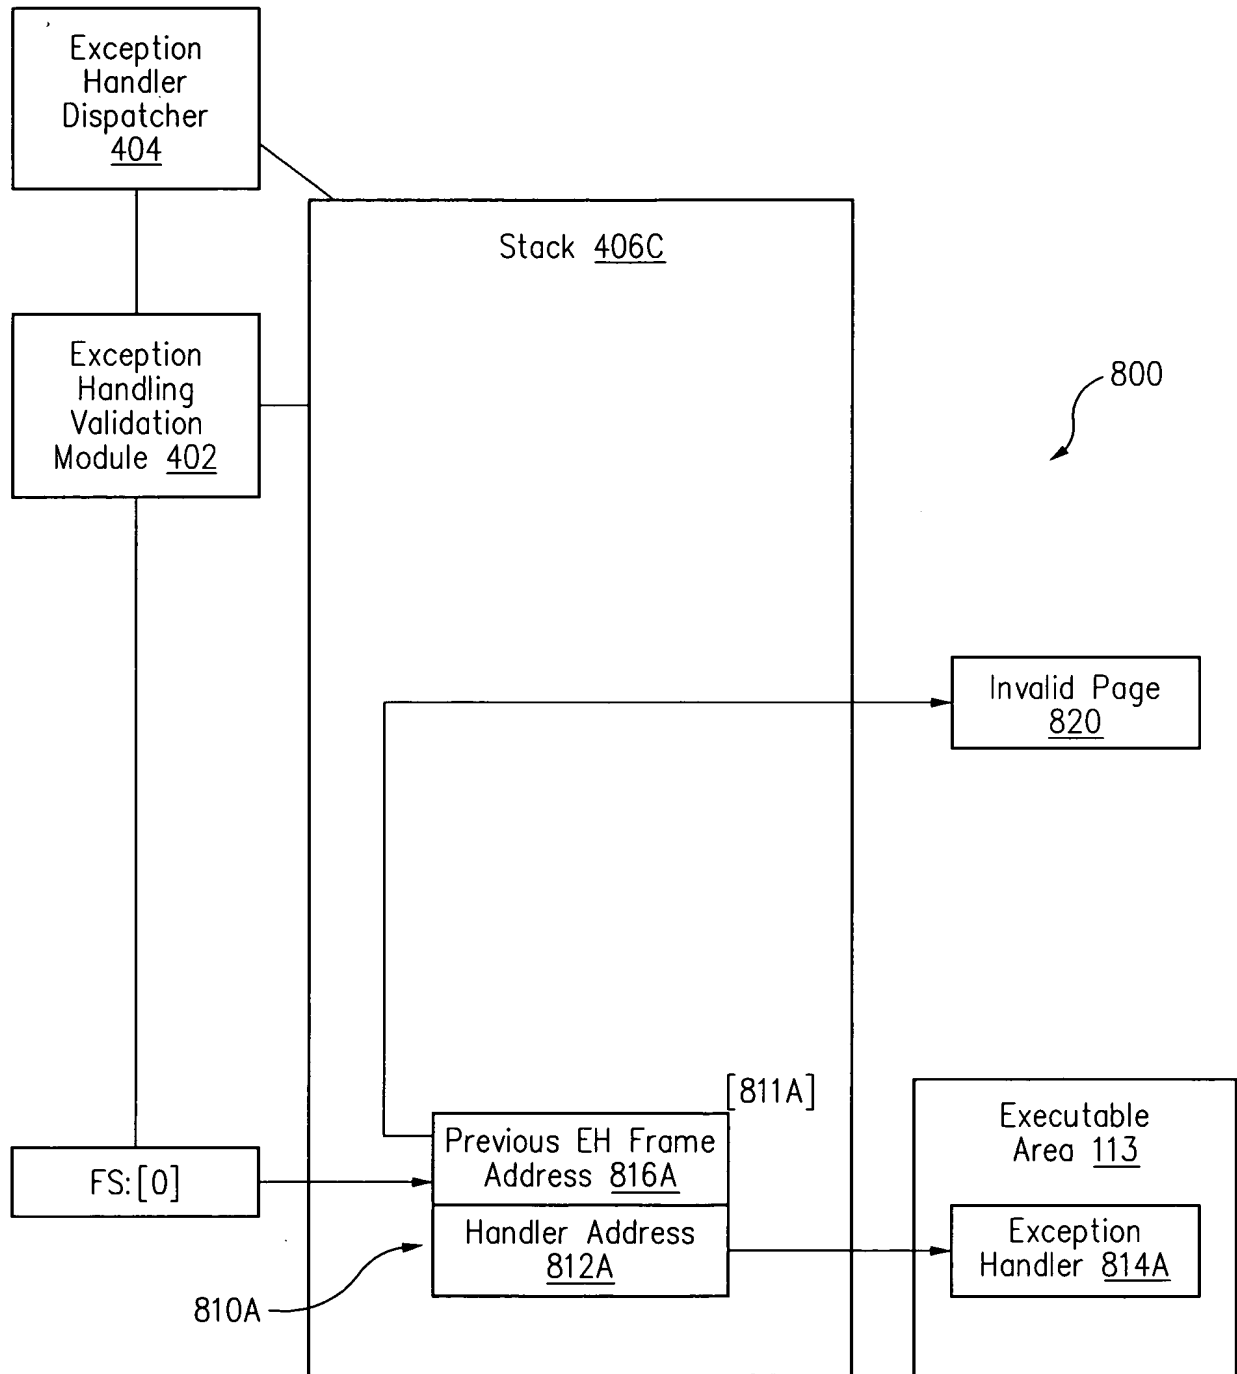 Exception
Handler
Dispatcher
404
Stack 406C
Exception
Handling
Validation
Module 402
800
Invalid Page
820
[811A]
Previous EH Frame
Address 816A
Executable
Area 113
FS:[0]
Handler Address
812A
Exception
Handler 814A
810A